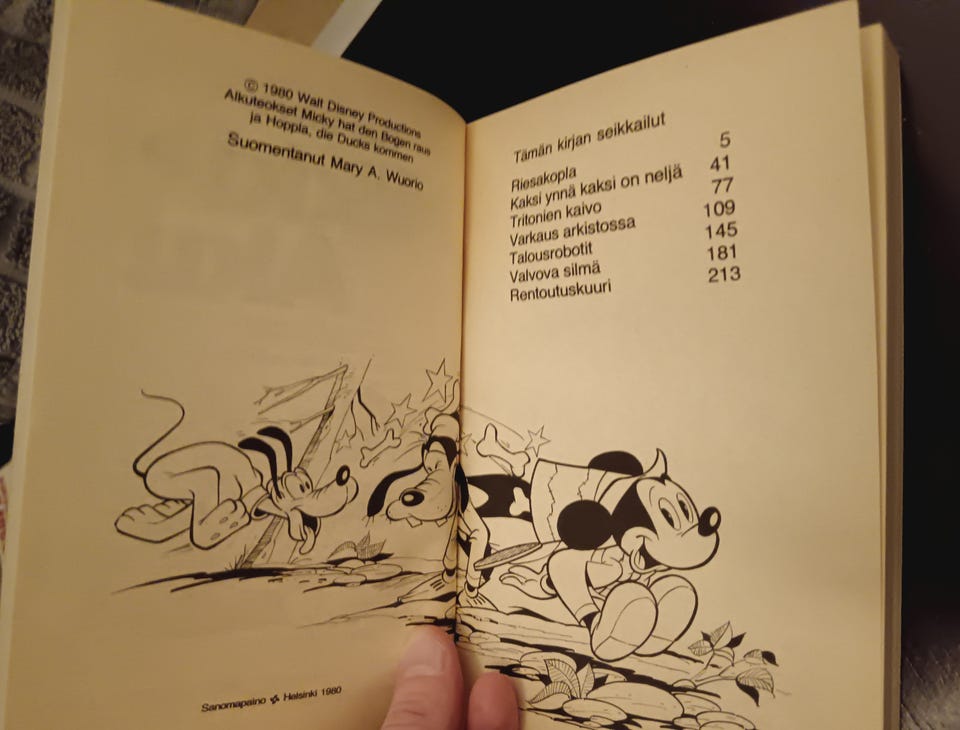 © 1980 Walt Disney Productions
Alkuteokset Micky hat den Bogen raus
ja Hoppla, die Ducks kommen
Suomentanut Mary A. Wuorio
Sanomapaino Helsinki 1980
Tämän kirjan seikkailut
Riesakopla 5
Kaksi ynnä kaksi on neljä 41
Tritonien kaivo 77
Varkaus arkistossa 109
Talousrobotit 145
Valvova silmä 181
Rentoutuskuuri 213